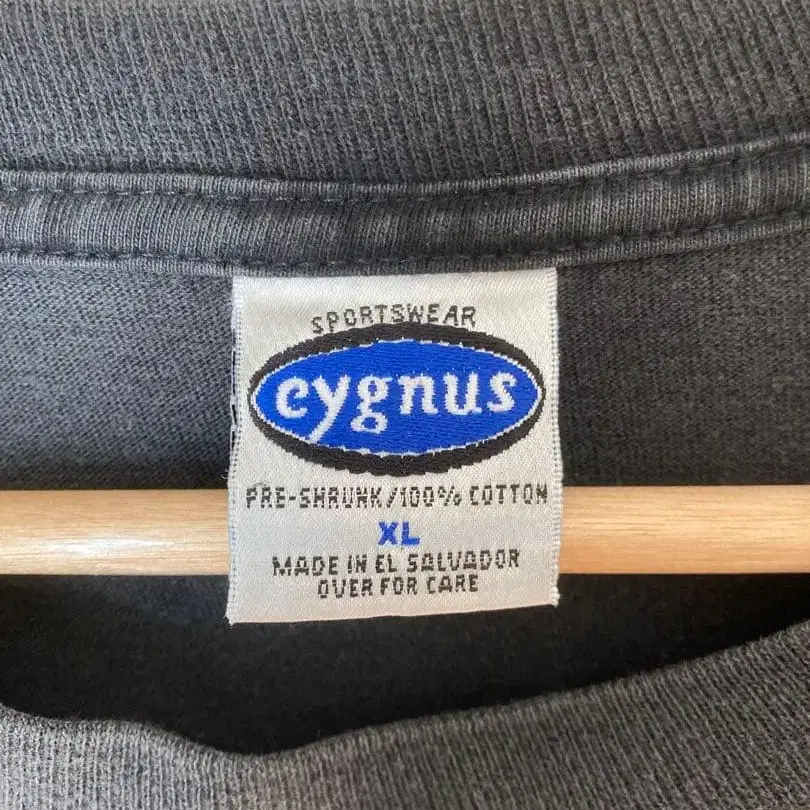 SPORTSWEAR
cygnus
PRE-SHRUNK/100% COTTON
XL
MADE IN EL SALVADOR
OVER FOR CARE